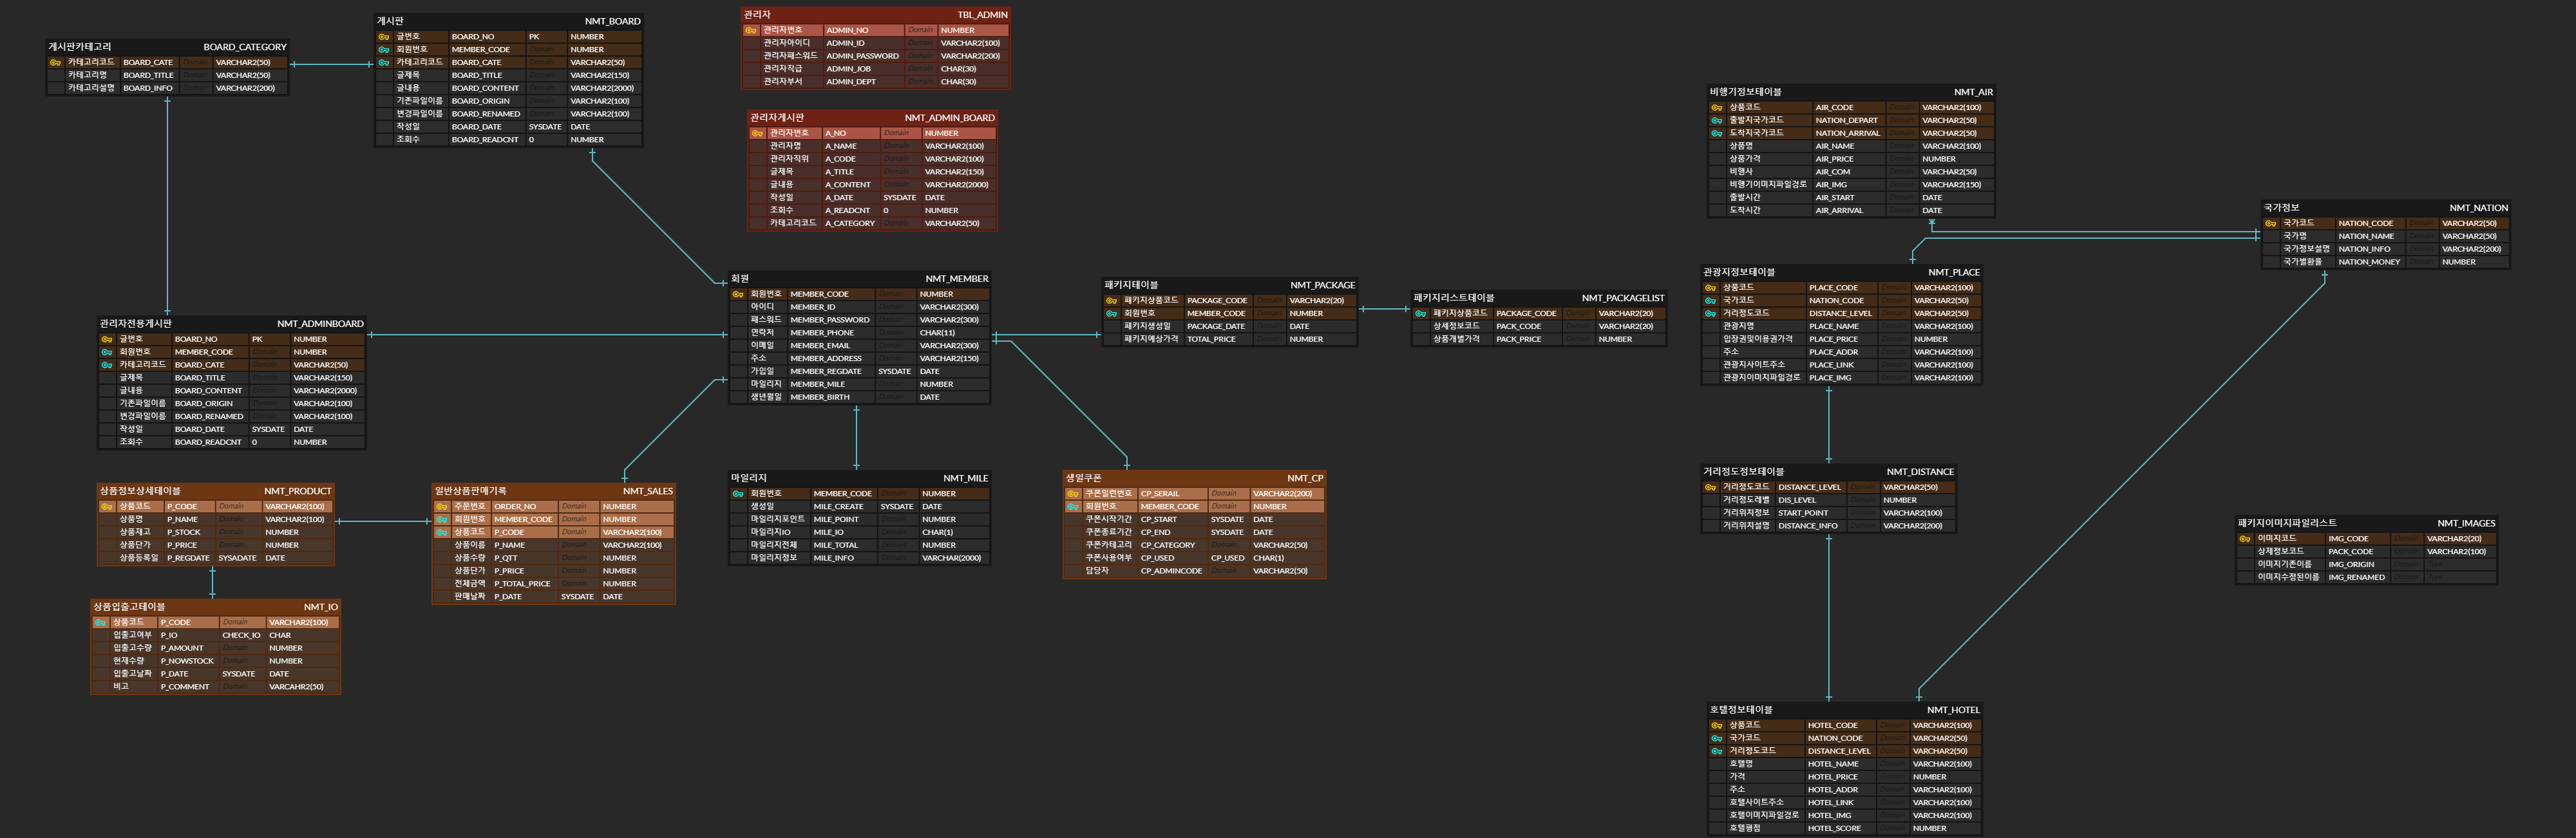 게시판카테고리 BOARD_CATEGORY
카테고리코드 BOARD_CATE Domain VARCHAR2(50)
카테고리명 BOARD_TITLE Domain VARCHAR2(50)
카테고리설명 BOARD_INFO Domain VARCHAR2(200)
게시판 NMT_BOARD
글번호 BOARD_NO PK NUMBER
회원번호 MEMBER_CODE Domain NUMBER
카테고리코드 BOARD_CATE Domain VARCHAR2(50)
글제목 BOARD_TITLE Domain VARCHAR2(150)
글내용 BOARD_CONTENT Domain VARCHAR2(2000)
기존파일이름 BOARD_ORIGIN Domain VARCHAR2(100)
변경파일이름 BOARD_RENAMED Domain VARCHAR2(100)
작성일 BOARD_DATE SYSDATE DATE
조회수 BOARD_READCNT 0 NUMBER
관리자 TBL_ADMIN
관리자번호 ADMIN_NO Domain NUMBER
관리자아이디 ADMIN_ID Domain VARCHAR2(100)
관리자패스워드 ADMIN_PASSWORD Domain VARCHAR2(200)
관리자직급 ADMIN_JOB Domain CHAR(30)
관리자부서 ADMIN_DEPT Domain CHAR(30)
관리자게시판 NMT_ADMIN_BOARD
관리자번호 A_NO Domain NUMBER
관리자명 A_NAME Domain VARCHAR2(100)
관리자직위 A_CODE Domain VARCHAR2(100)
글제목 A_TITLE Domain VARCHAR2(150)
글내용 A_CONTENT Domain VARCHAR2(2000)
작성일 A_DATE SYSDATE DATE
조회수 A_READCNT 0 NUMBER
카테고리코드 A_CATEGORY Domain VARCHAR2(50)
관리자전용게시판 NMT_ADMINBOARD
글번호 BOARD_NO PK NUMBER
회원번호 MEMBER_CODE Domain NUMBER
카테고리코드 BOARD_CATE Domain VARCHAR2(50)
글제목 BOARD_TITLE Domain VARCHAR2(150)
글내용 BOARD_CONTENT Domain VARCHAR2(2000)
기존파일이름 BOARD_ORIGIN Domain VARCHAR2(100)
변경파일이름 BOARD_RENAMED Domain VARCHAR2(100)
작성일 BOARD_DATE SYSDATE DATE
조회수 BOARD_READCNT 0 NUMBER
회원 NMT_MEMBER
회원번호 MEMBER_CODE Domain NUMBER
아이디 MEMBER_ID Domain VARCHAR2(300)
패스워드 MEMBER_PASSWORD Domain VARCHAR2(300)
연락처 MEMBER_PHONE Domain CHAR(11)
이메일 MEMBER_EMAIL Domain VARCHAR2(300)
주소 MEMBER_ADDRESS Domain VARCHAR2(150)
가입일 MEMBER_REGDATE SYSDATE DATE
마일리지 MEMBER_MILE Domain NUMBER
생년월일 MEMBER_BIRTH Domain DATE
패키지테이블 NMT_PACKAGE
패키지상품코드 PACKAGE_CODE Domain VARCHAR2(20)
회원번호 MEMBER_CODE Domain NUMBER
패키지생성일 PACKAGE_DATE Domain DATE
패키지예상가격 TOTAL_PRICE Domain NUMBER
패키지리스트테이블 NMT_PACKAGELIST
패키지상품코드 PACKAGE_CODE Domain VARCHAR2(20)
상세정보코드 PACK_CODE Domain VARCHAR2(20)
상품개별가격 PACK_PRICE Domain NUMBER
상품정보상세테이블 NMT_PRODUCT
상품코드 P_CODE Domain VARCHAR2(100)
상품명 P_NAME Domain VARCHAR2(100)
상품재고 P_STOCK Domain NUMBER
상품단가 P_PRICE Domain NUMBER
상품등록일 P_REGDATE SYSADATE DATE
일반상품판매기록 NMT_SALES
주문번호 ORDER_NO Domain NUMBER
회원번호 MEMBER_CODE Domain NUMBER
상품코드 P_CODE Domain VARCHAR2(100)
상품이름 P_NAME Domain VARCHAR2(100)
상품수량 P_QTT Domain NUMBER
상품단가 P_PRICE Domain NUMBER
전체금액 P_TOTAL_PRICE Domain NUMBER
판매날짜 P_DATE SYSDATE DATE
마일리지 NMT_MILE
회원번호 MEMBER_CODE Domain NUMBER
생성일 MILE_CREATE SYSDATE DATE
마일리지포인트 MILE_POINT Domain NUMBER
마일리지IO MILE_IO Domain CHAR(1)
마일리지전체 MILE_TOTAL Domain NUMBER
마일리지정보 MILE_INFO Domain VARCHAR(2000)
생일쿠폰 NMT_CP
쿠폰일련번호 CP_SERAIL Domain VARCHAR2(200)
회원번호 MEMBER_CODE Domain NUMBER
쿠폰시작기간 CP_START SYSDATE DATE
쿠폰종료기간 CP_END SYSDATE DATE
쿠폰카테고리 CP_CATEGORY Domain VARCHAR2(50)
쿠폰사용여부 CP_USED CP_USED CHAR(1)
담당자 CP_ADMINCODE Domain VARCHAR2(50)
상품입출고테이블 NMT_IO
상품코드 P_CODE Domain VARCHAR2(100)
입출고여부 P_IO CHECK_IO CHAR
입출고수량 P_AMOUNT Domain NUMBER
현재수량 P_NOWSTOCK Domain NUMBER
입출고날짜 P_DATE SYSDATE DATE
비고 P_COMMENT Domain VARCAHR2(50)
비행기정보테이블 NMT_AIR
상품코드 AIR_CODE Domain VARCHAR2(100)
출발지국가코드 NATION_DEPART Domain VARCHAR2(50)
도착지국가코드 NATION_ARRIVAL Domain VARCHAR2(50)
상품명 AIR_NAME Domain VARCHAR2(100)
상품가격 AIR_PRICE Domain NUMBER
비행사 AIR_COM Domain VARCHAR2(50)
비행기이미지파일경로 AIR_IMG Domain VARCHAR2(150)
출발시간 AIR_START Domain DATE
도착시간 AIR_ARRIVAL Domain DATE
국가정보 NMT_NATION
국가코드 NATION_CODE Domain VARCHAR2(50)
국가명 NATION_NAME Domain VARCHAR2(50)
국가정보설명 NATION_INFO Domain VARCHAR2(200)
국가별환율 NATION_MONEY Domain NUMBER
관광지정보테이블 NMT_PLACE
상품코드 PLACE_CODE Domain VARCHAR2(100)
국가코드 NATION_CODE Domain VARCHAR2(50)
거리정도코드 DISTANCE_LEVEL Domain VARCHAR2(50)
관광지명 PLACE_NAME Domain VARCHAR2(100)
입장권및이용권가격 PLACE_PRICE Domain NUMBER
주소 PLACE_ADDR Domain VARCHAR2(100)
관광지사이트주소 PLACE_LINK Domain VARCHAR2(100)
관광지이미지파일경로 PLACE_IMG Domain VARCHAR2(100)
거리정도정보테이블 NMT_DISTANCE
거리정도코드 DISTANCE_LEVEL Domain VARCHAR2(50)
거리정도레벨 DIS_LEVEL Domain NUMBER
거리위치정보 START_POINT Domain VARCHAR2(100)
거리위치설명 DISTANCE_INFO Domain VARCHAR2(200)
패키지이미지파일리스트 NMT_IMAGES
이미지코드 IMG_CODE Domain VARCHAR2(20)
상제정보코드 PACK_CODE Domain VARCHAR2(100)
이미지기존이름 IMG_ORIGIN Domain Type
이미지수정된이름 IMG_RENAMED Domain Type
호텔정보테이블 NMT_HOTEL
상품코드 HOTEL_CODE Domain VARCHAR2(100)
국가코드 NATION_CODE Domain VARCHAR2(50)
거리정도코드 DISTANCE_LEVEL Domain VARCHAR2(50)
호텔명 HOTEL_NAME Domain VARCHAR2(100)
가격 HOTEL_PRICE Domain NUMBER
주소 HOTEL_ADDR Domain VARCHAR2(100)
호텔사이트주소 HOTEL_LINK Domain VARCHAR2(100)
호텔이미지파일경로 HOTEL_IMG Domain VARCHAR2(100)
호텔평점 HOTEL_SCORE Domain NUMBER